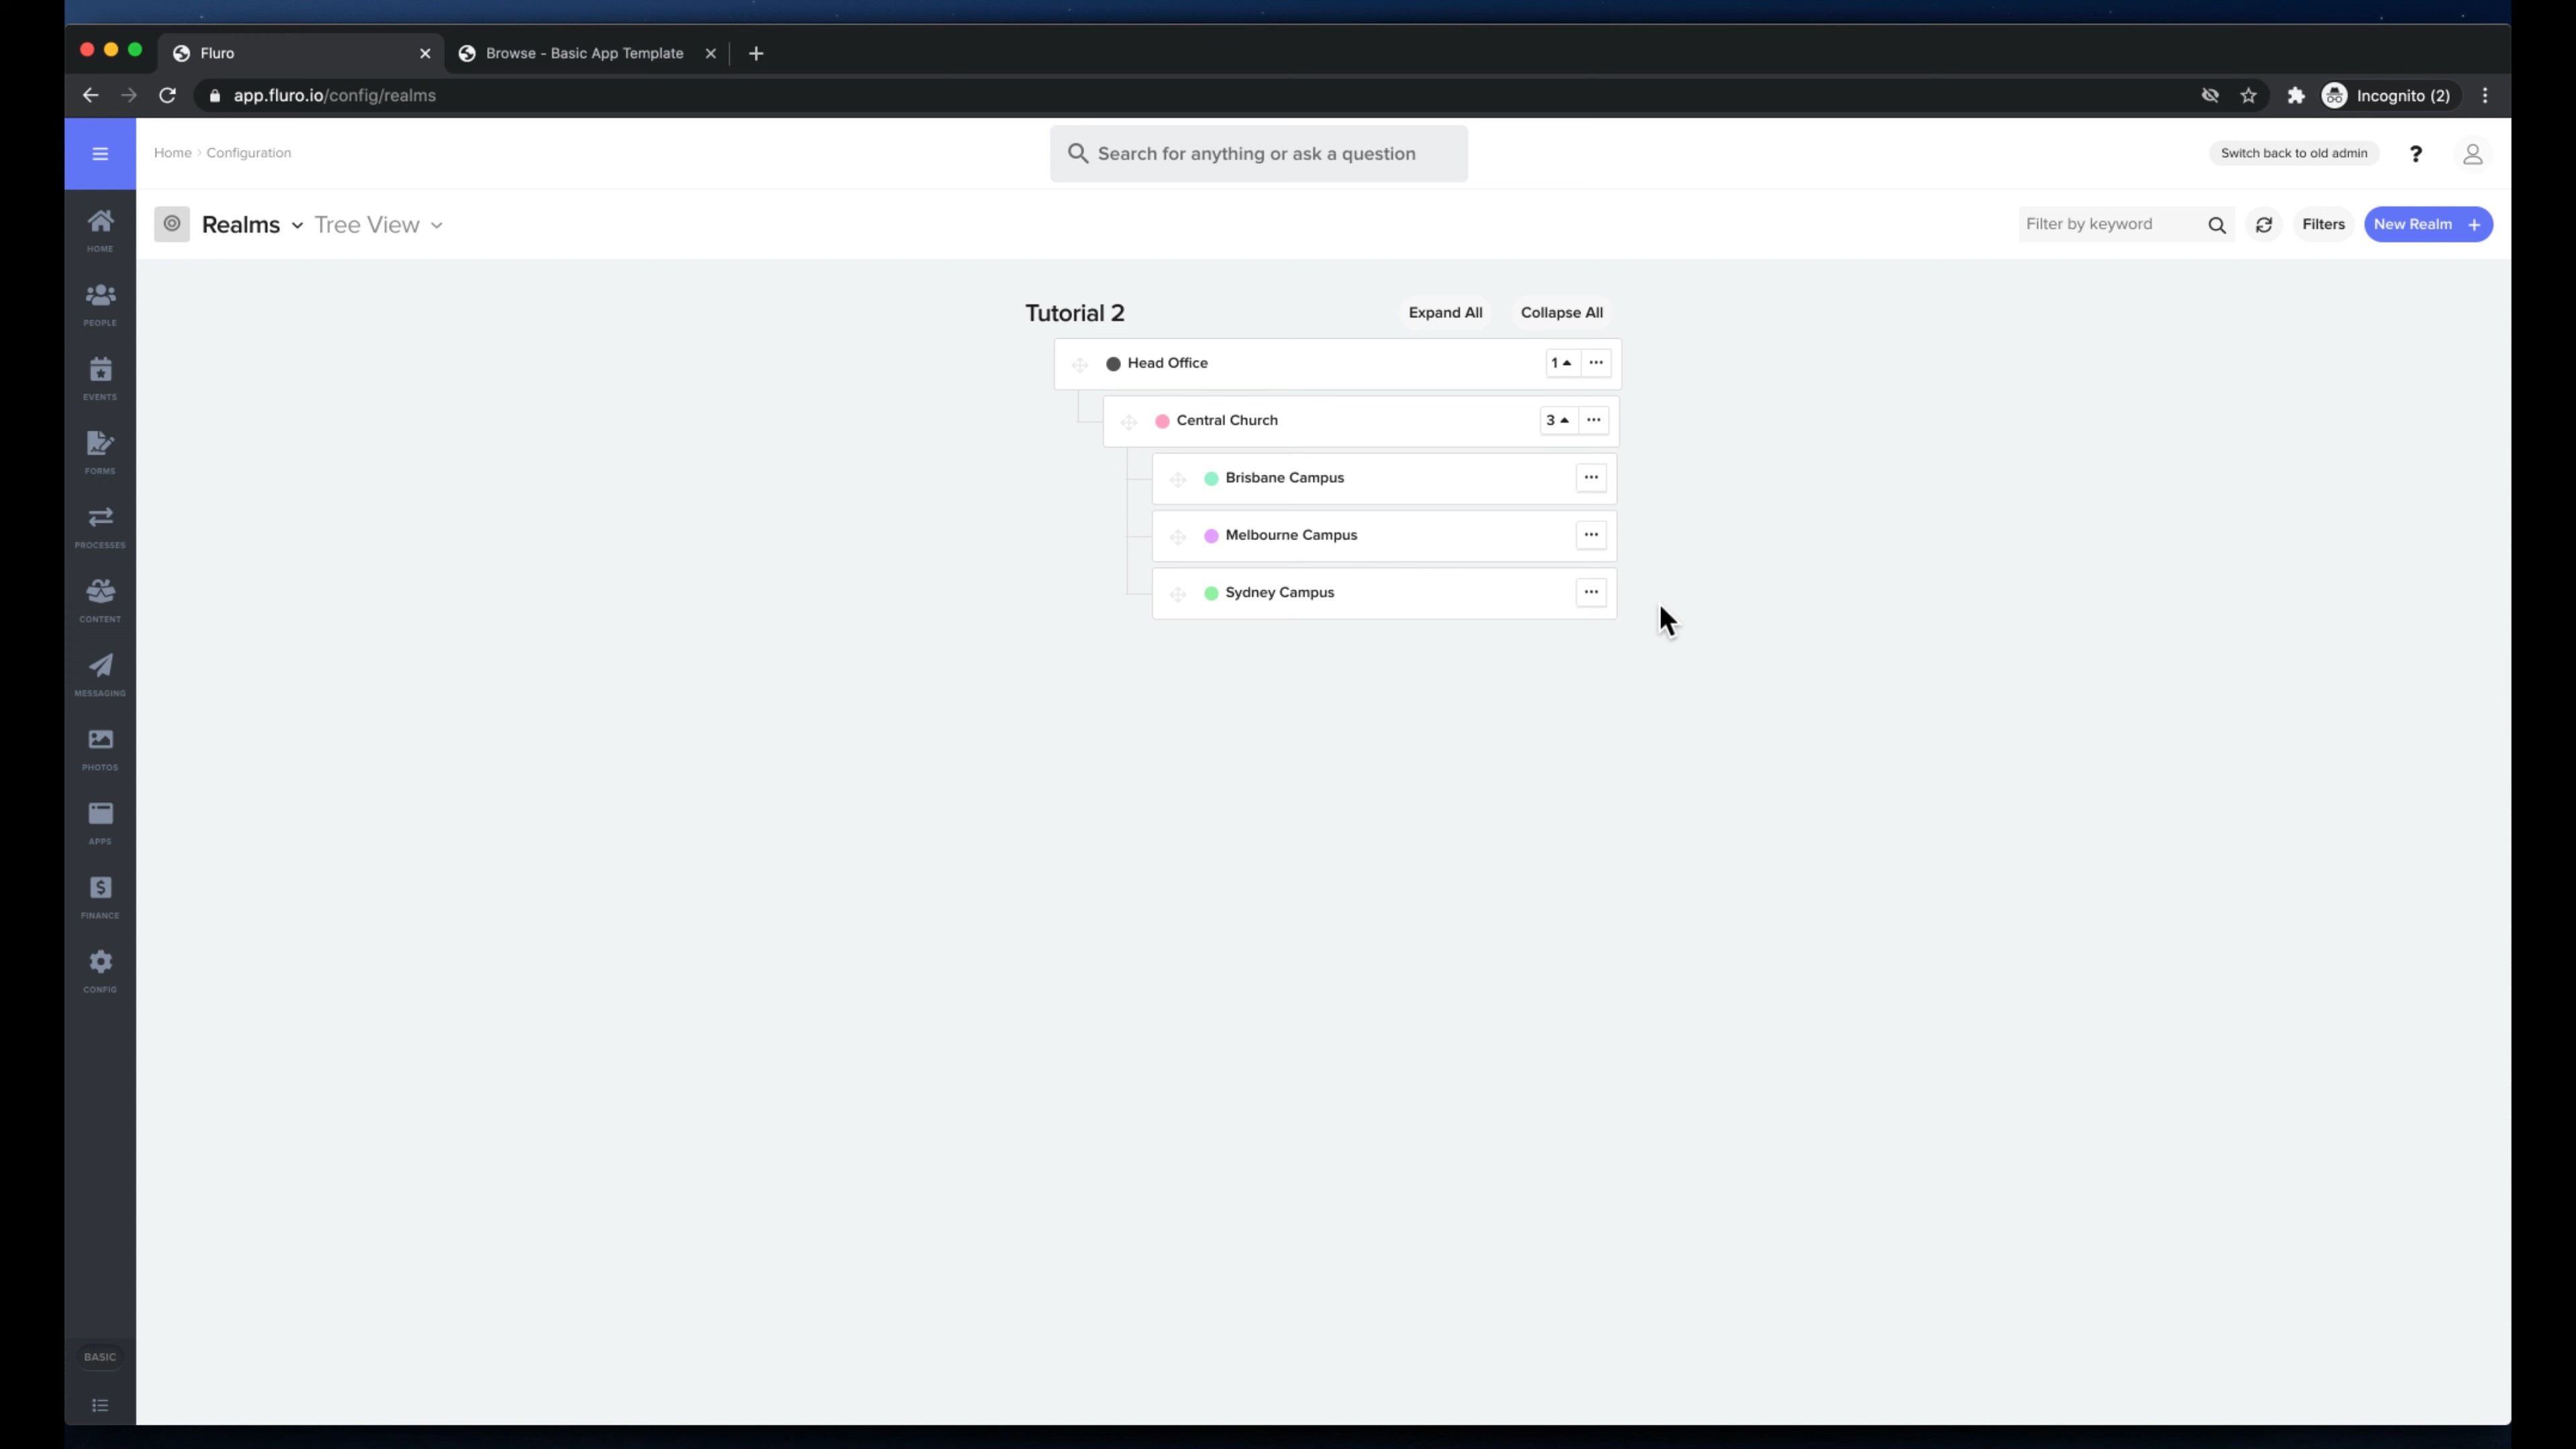 Fluro
Browse - Basic App Template
app.fluro.io/config/realms
Incognito (2)
Home › Configuration
Search for anything or ask a question
Switch back to old admin
?
Realms Tree View
Filter by keyword
Filters
New Realm +
HOME
PEOPLE
EVENTS
FORMS
PROCESSES
CONTENT
MESSAGING
PHOTOS
APPS
FINANCE
CONFIG
BASIC
Tutorial 2
Expand All
Collapse All
Head Office
1
Central Church
3
Brisbane Campus
Melbourne Campus
Sydney Campus